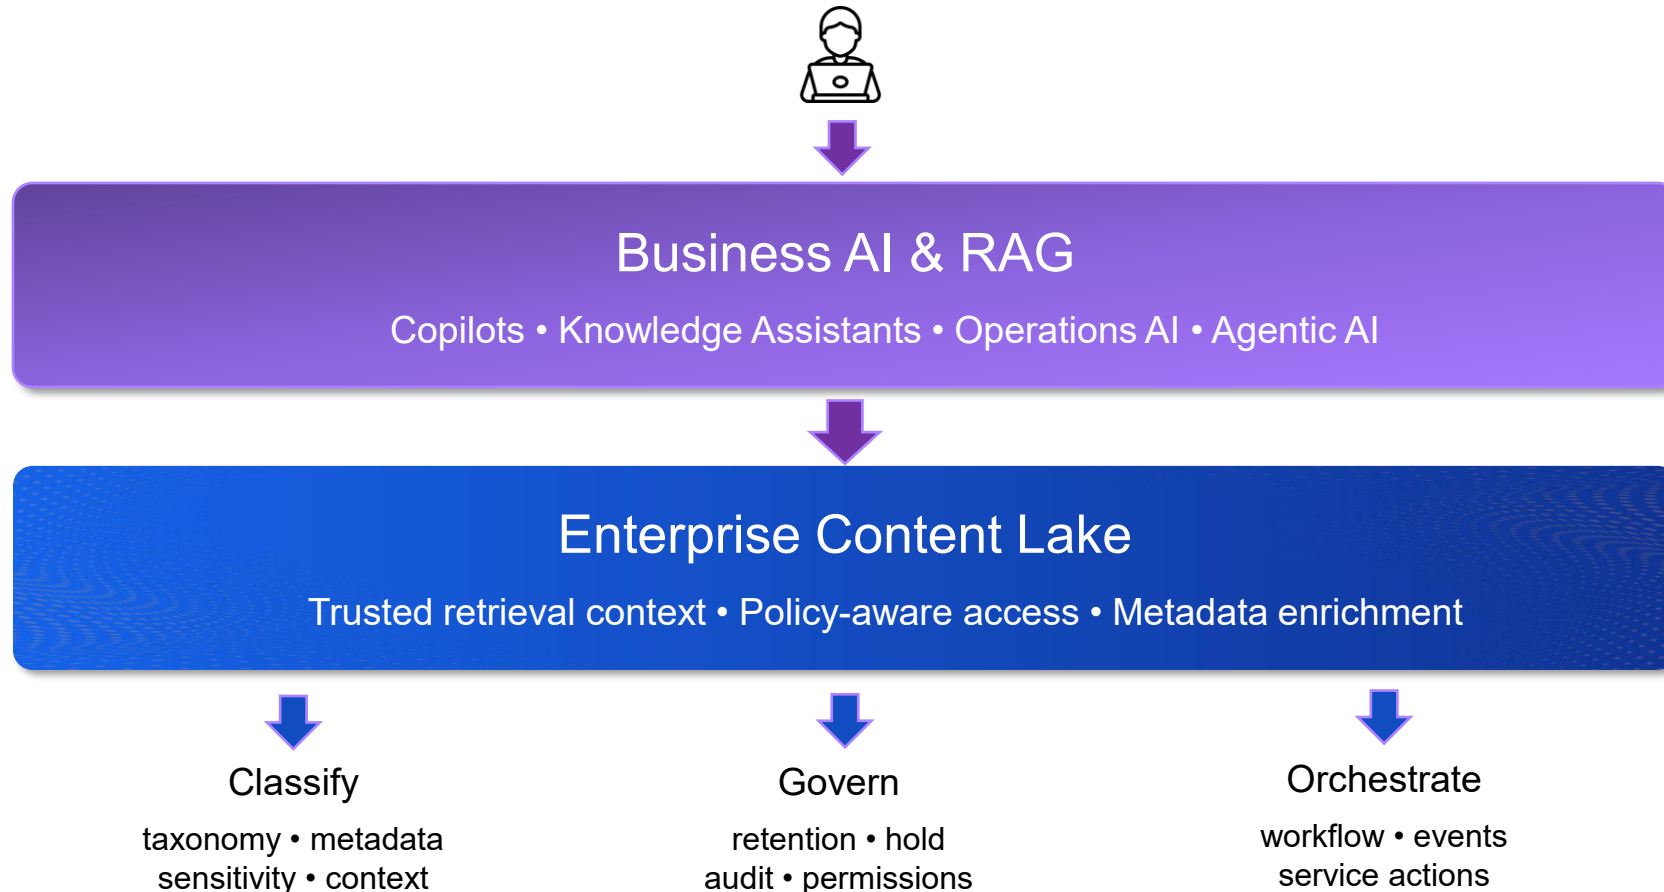 Business AI & RAG
Copilots • Knowledge Assistants • Operations AI • Agentic AI
Enterprise Content Lake
Trusted retrieval context • Policy-aware access • Metadata enrichment
Classify
taxonomy • metadata
sensitivity • context
Govern
retention • hold
audit • permissions
Orchestrate
workflow • events
service actions